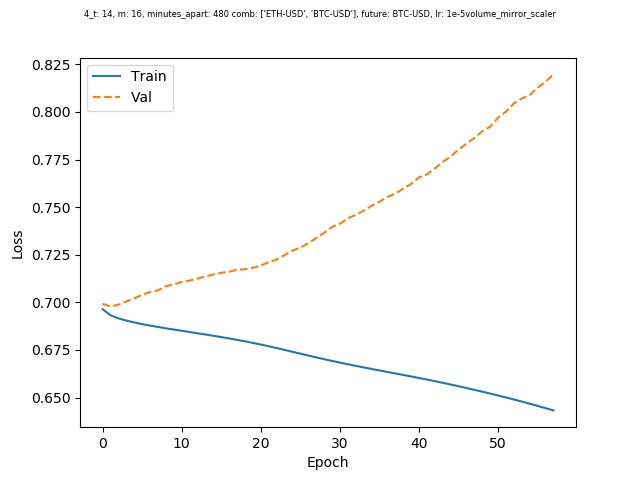 4_t: 14, m: 16, minutes_apart: 480 comb: ['ETH-USD', 'BTC-USD'], future: BTC-USD, lr: 1e-5volume_mirror_scaler
Train
Val
0.825
0.800
0.775
0.750
0.725
0.700
0.675
0.650
Loss
0 10 20 30 40 50
Epoch